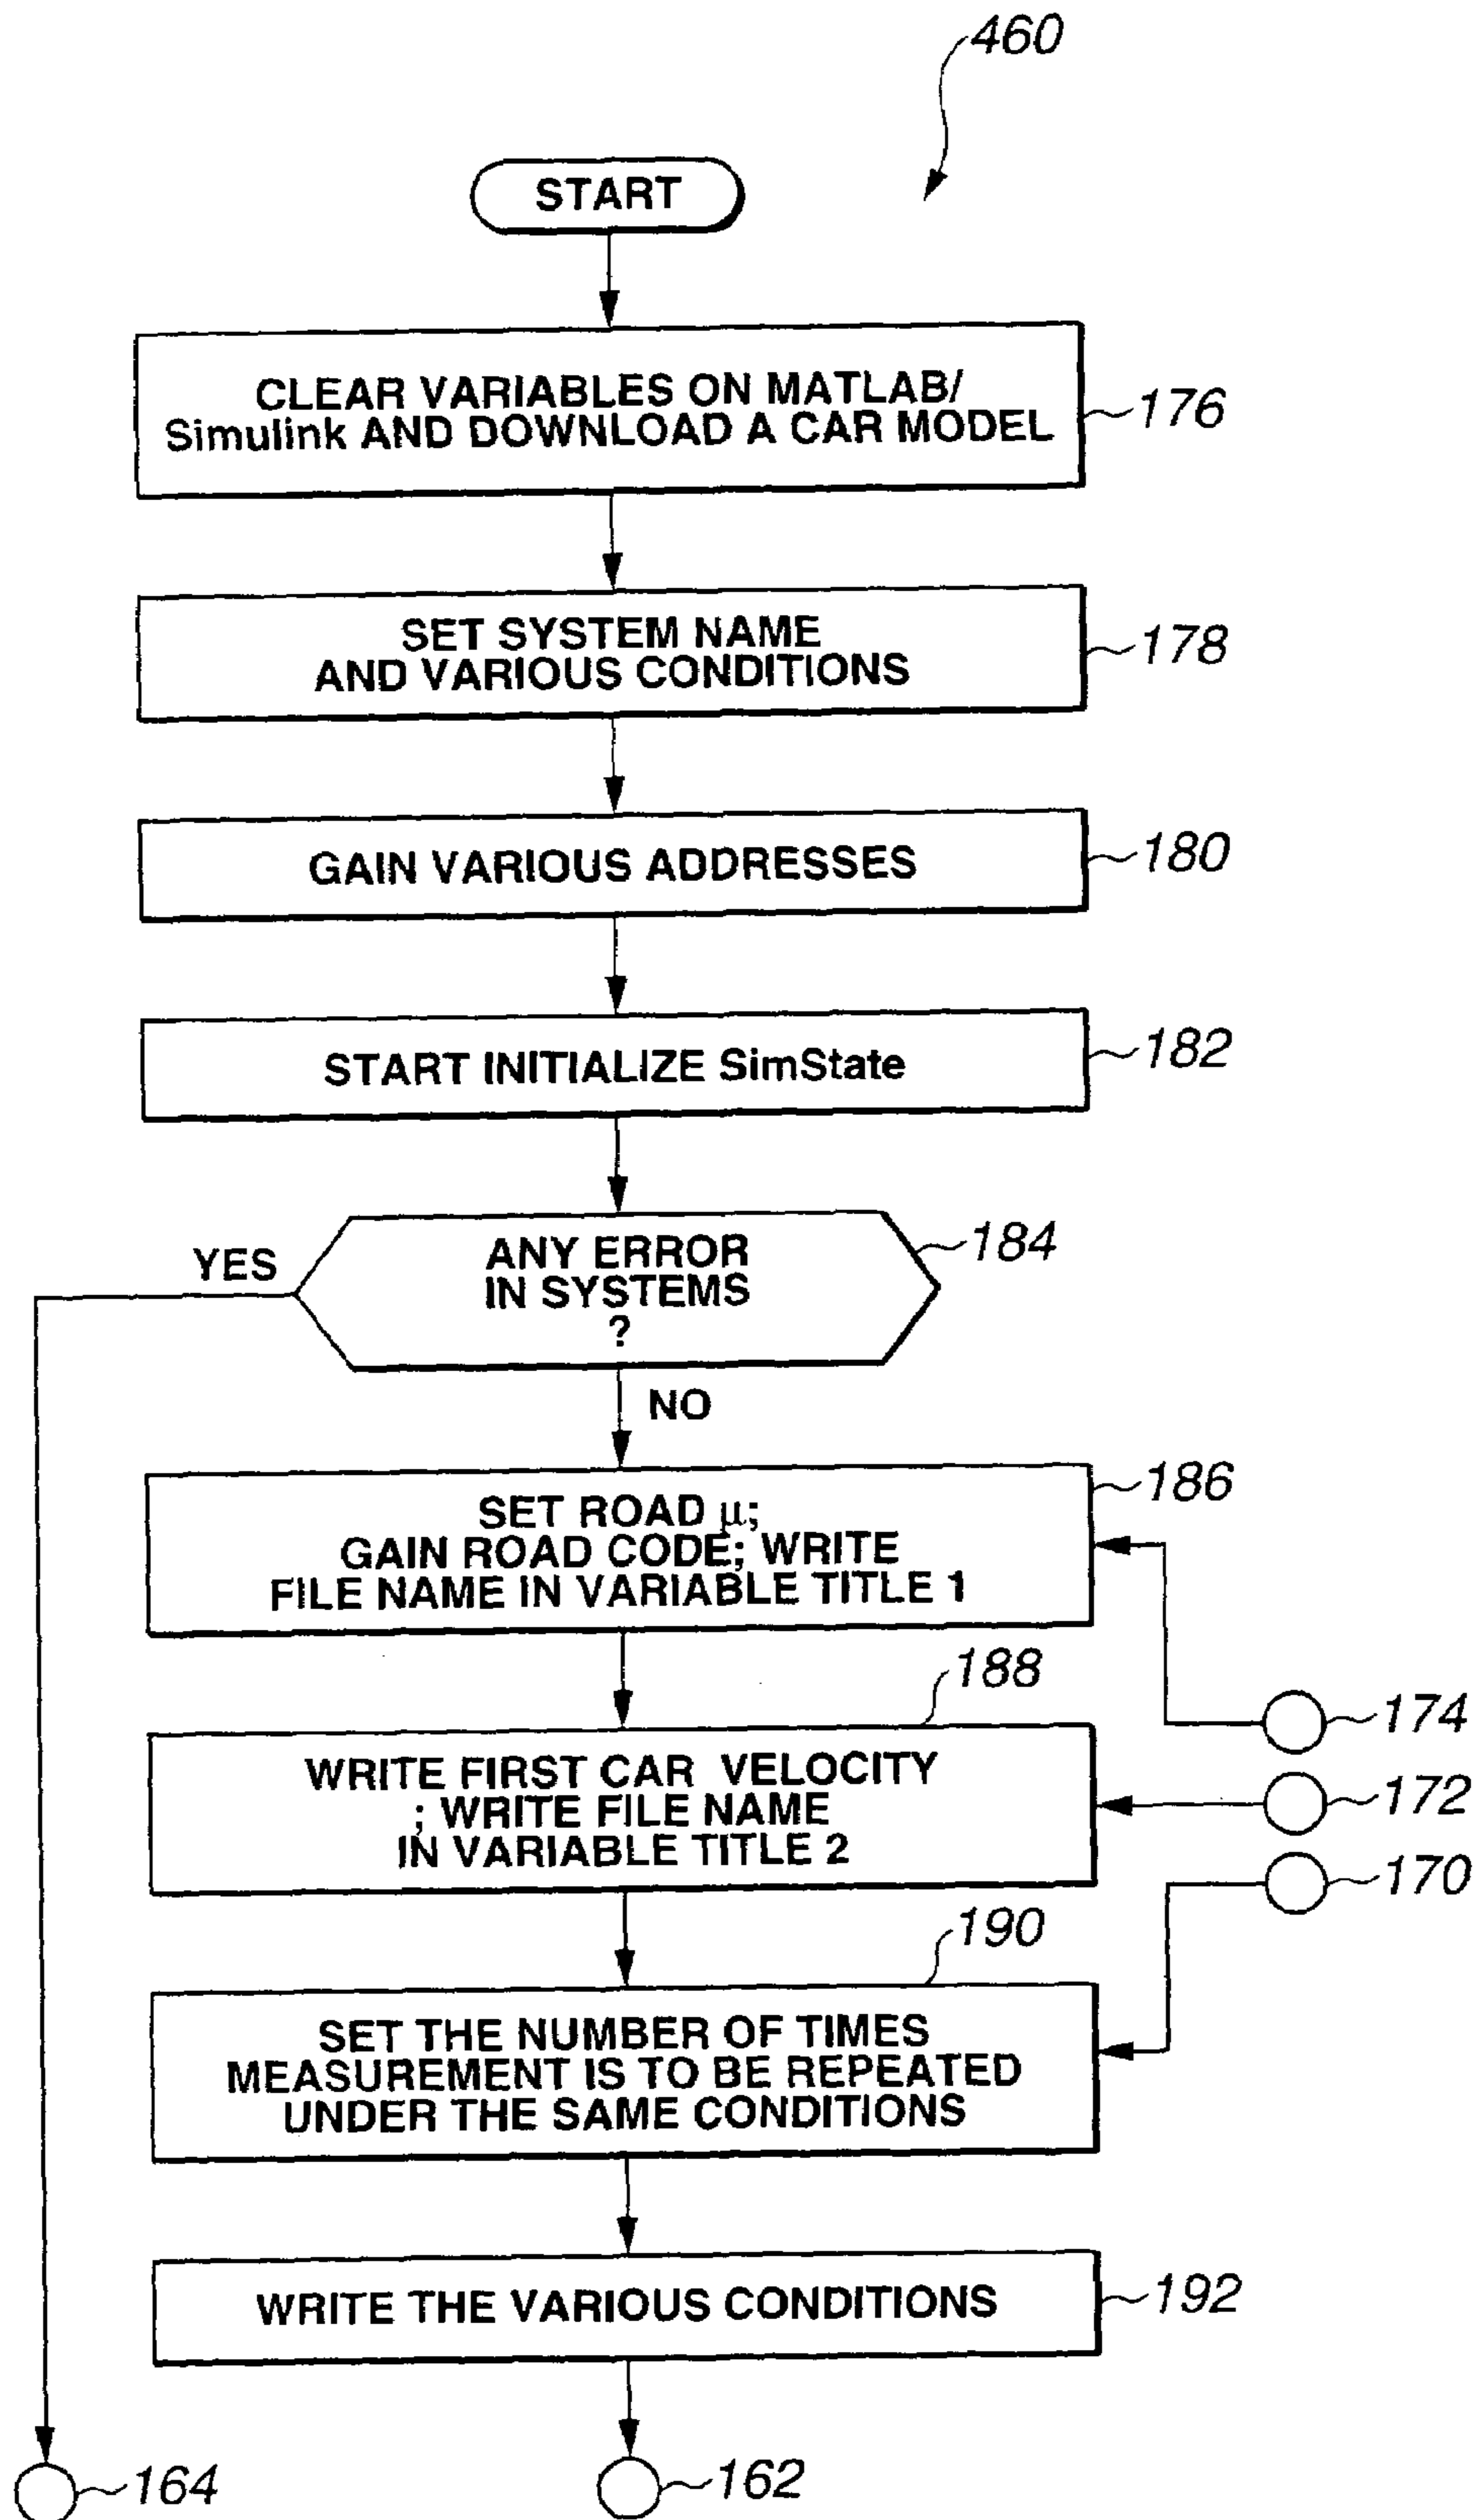 460
START
CLEAR VARIABLES ON MATLAB/
Simulink AND DOWNLOAD A CAR MODEL
176
SET SYSTEM NAME
AND VARIOUS CONDITIONS
178
GAIN VARIOUS ADDRESSES
180
START INITIALIZE SimState
182
YES
ANY ERROR
IN SYSTEMS
?
184
NO
SET ROAD μ;
GAIN ROAD CODE; WRITE
FILE NAME IN VARIABLE TITLE 1
186
188
174
WRITE FIRST CAR VELOCITY
; WRITE FILE NAME
IN VARIABLE TITLE 2
172
170
190
SET THE NUMBER OF TIMES
MEASUREMENT IS TO BE REPEATED
UNDER THE SAME CONDITIONS
WRITE THE VARIOUS CONDITIONS
192
164
162